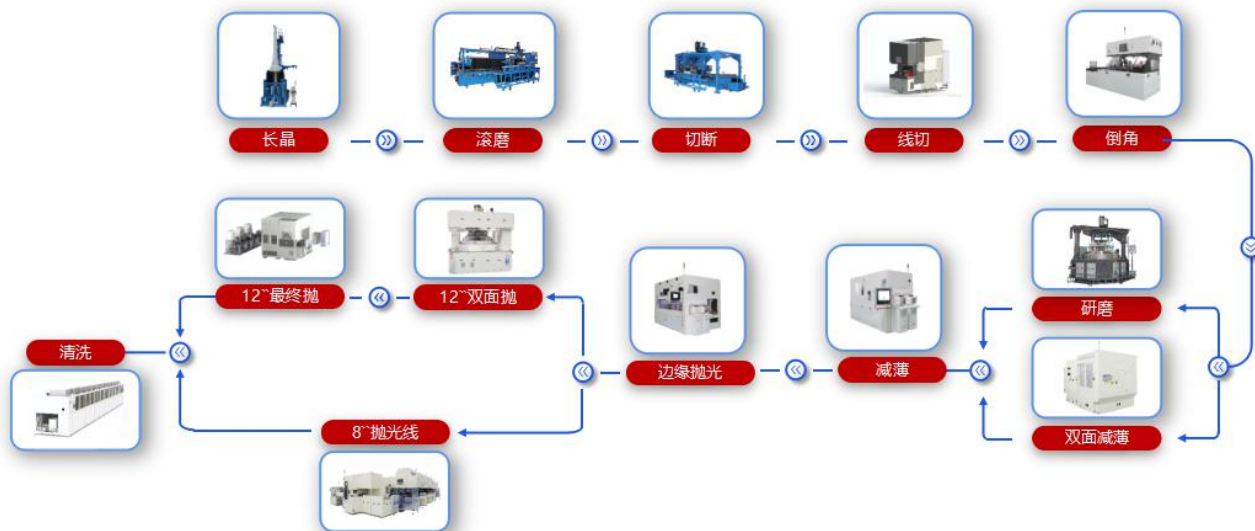 长晶
滚磨
切断
线切
倒角
研磨
双面减薄
减薄
边缘抛光
12``双面抛
12``最终抛
8``抛光线
清洗